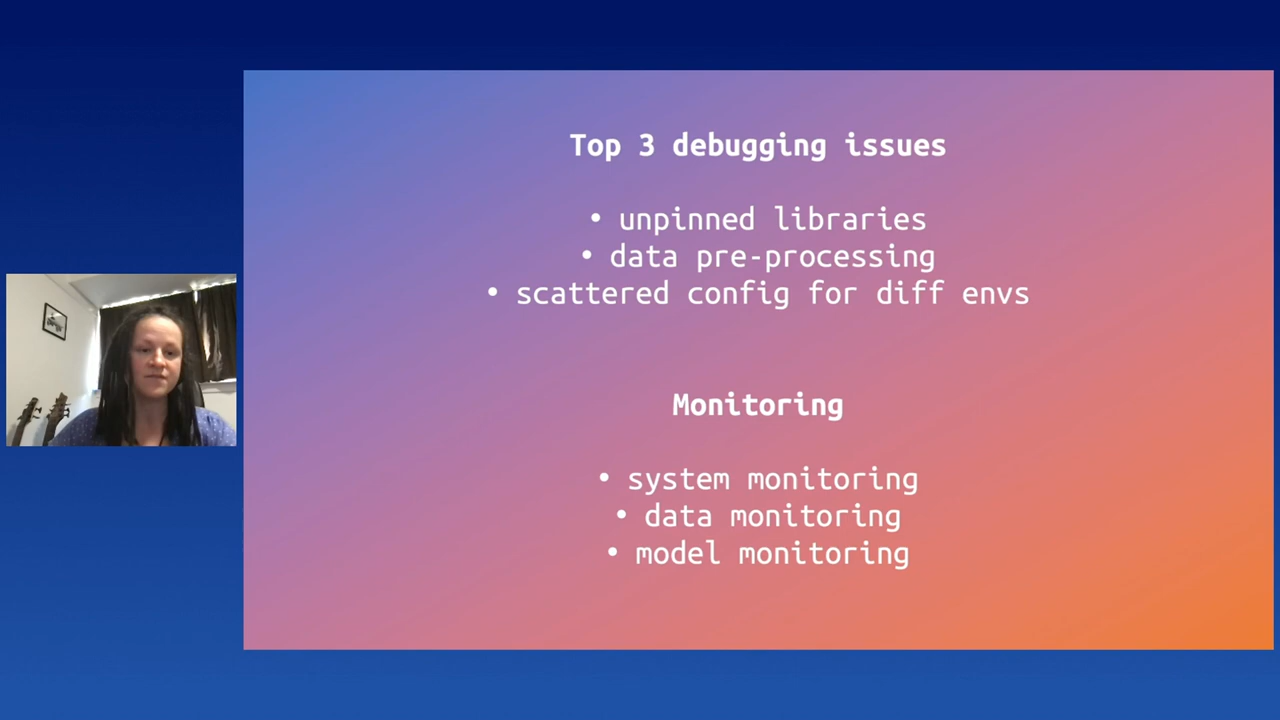 Top 3 debugging issues
• unpinned libraries
• data pre-processing
• scattered config for diff envs
Monitoring
• system monitoring
• data monitoring
• model monitoring